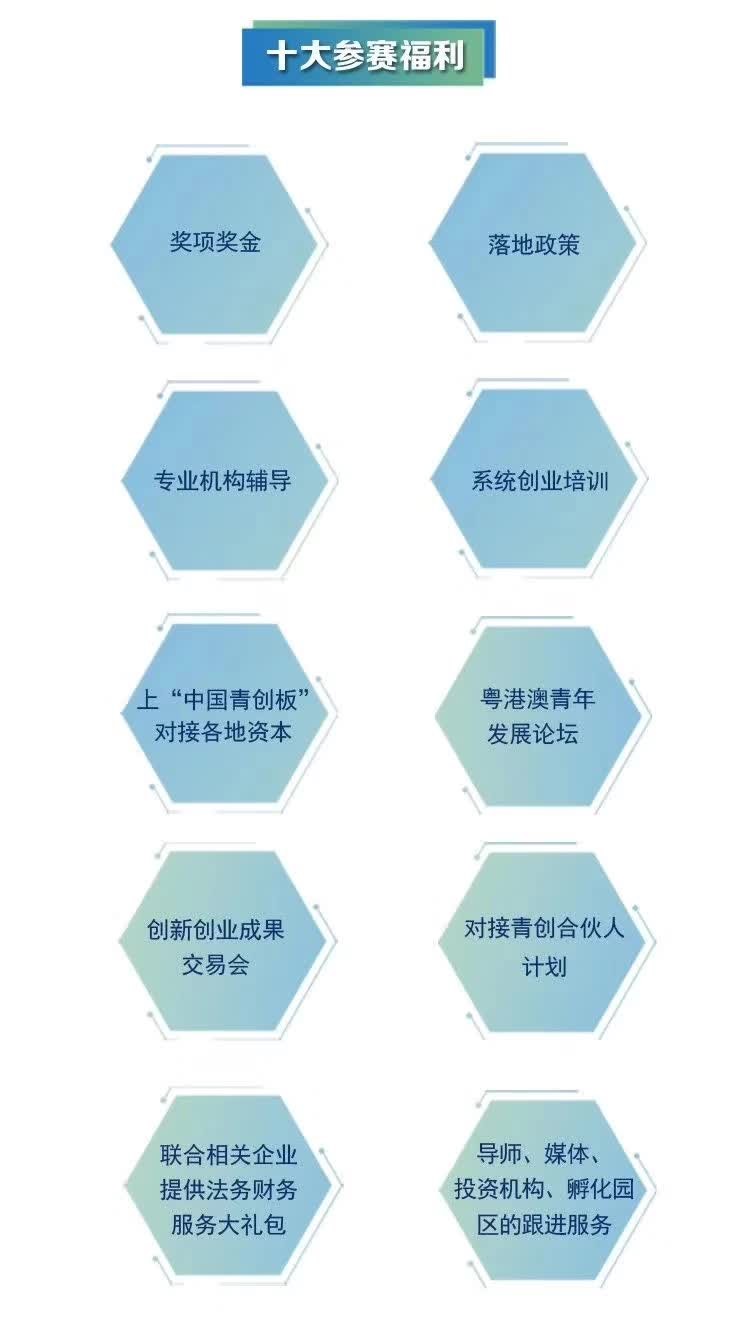 十大参赛福利
奖项奖金
落地政策
专业机构辅导
系统创业培训
上“中国青创板”
对接各地资本
粤港澳青年
发展论坛
创新创业成果
交易会
对接青创合伙人
计划
联合相关企业
提供法务财务
服务大礼包
导师、媒体、
投资机构、孵化园
区的跟进服务